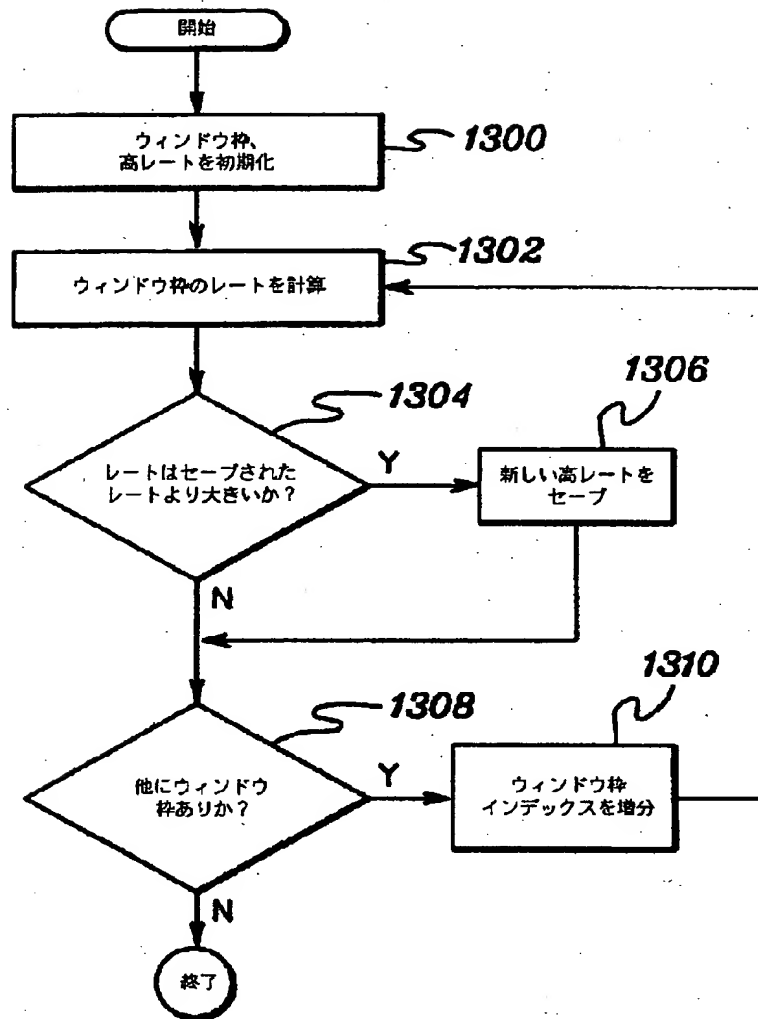 開始
ウィンドウ枠、
高レートを初期化
1300
ウィンドウ枠のレートを計算
1302
レートはセーブされた
レートより大きいか？
1304
Y
新しい高レートを
セーブ
1306
N
他にウィンドウ
枠ありか？
1308
Y
ウィンドウ枠
インデックスを増分
1310
N
終了